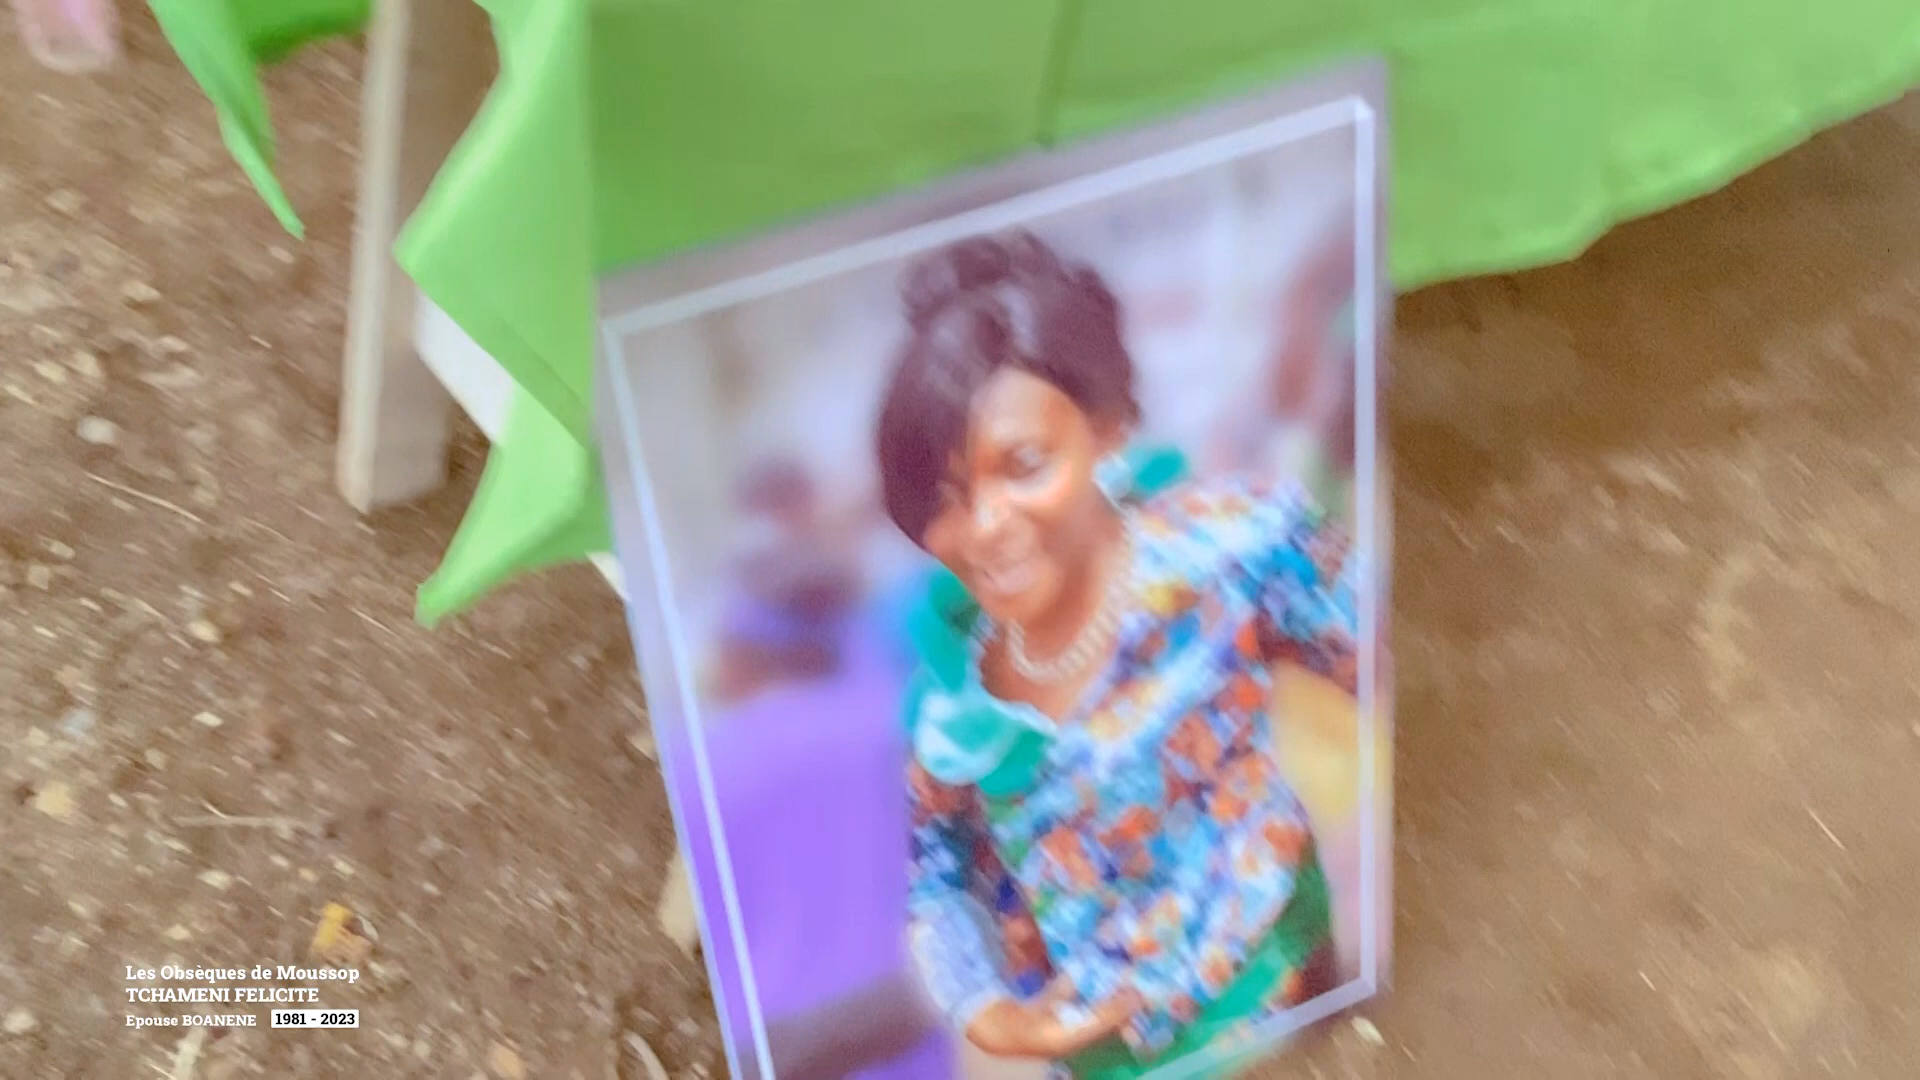 Les Obsèques de Moussop
TCHAMENI FELICITE
Epouse BOANENE 1981 - 2023